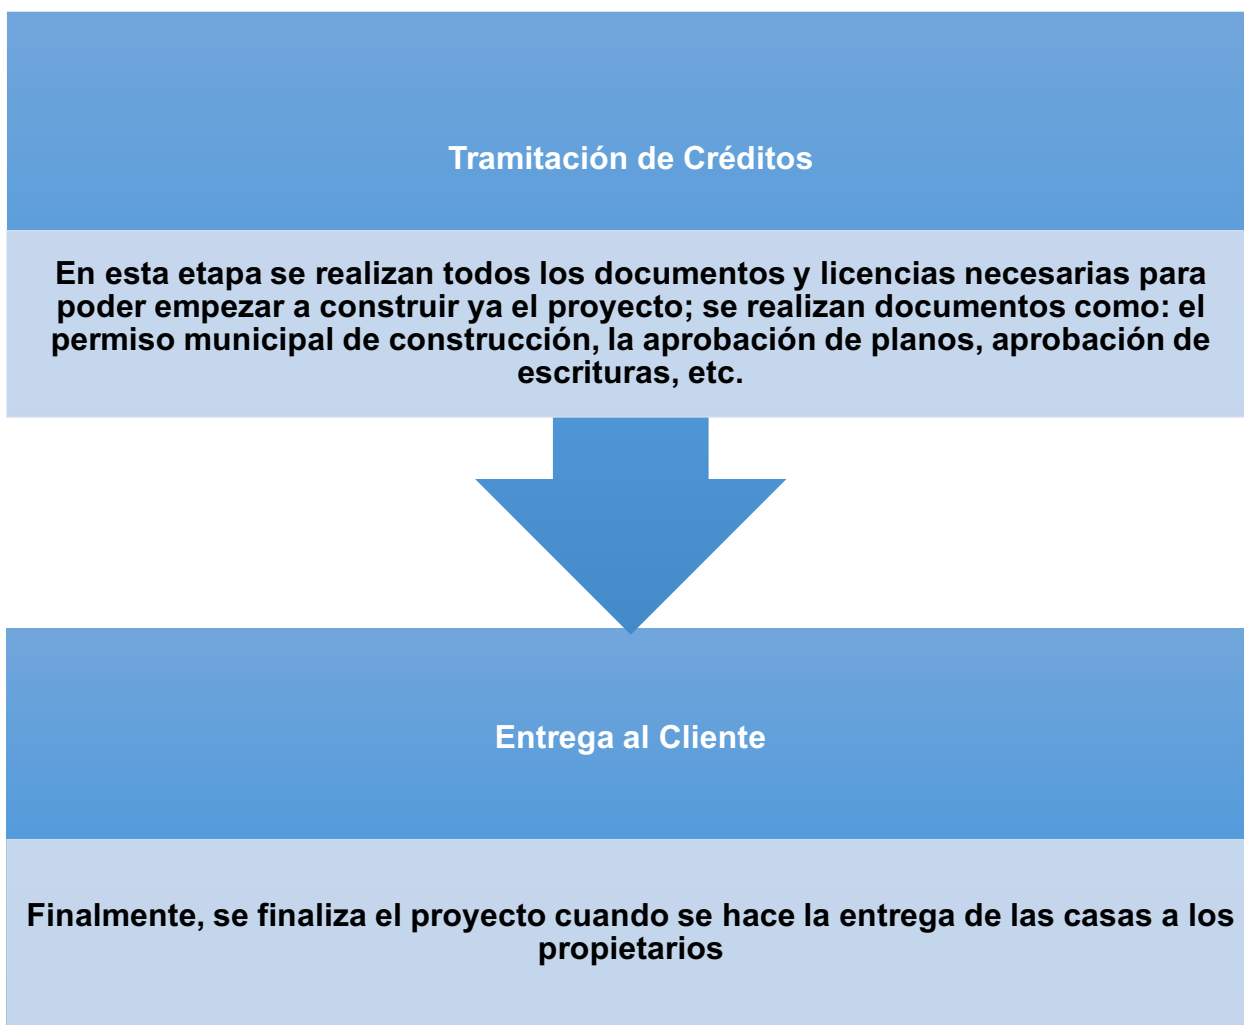 Tramitación de Créditos
En esta etapa se realizan todos los documentos y licencias necesarias para
poder empezar a construir ya el proyecto; se realizan documentos como: el
permiso municipal de construcción, la aprobación de planos, aprobación de
escrituras, etc.
Entrega al Cliente
Finalmente, se finaliza el proyecto cuando se hace la entrega de las casas a los
propietarios